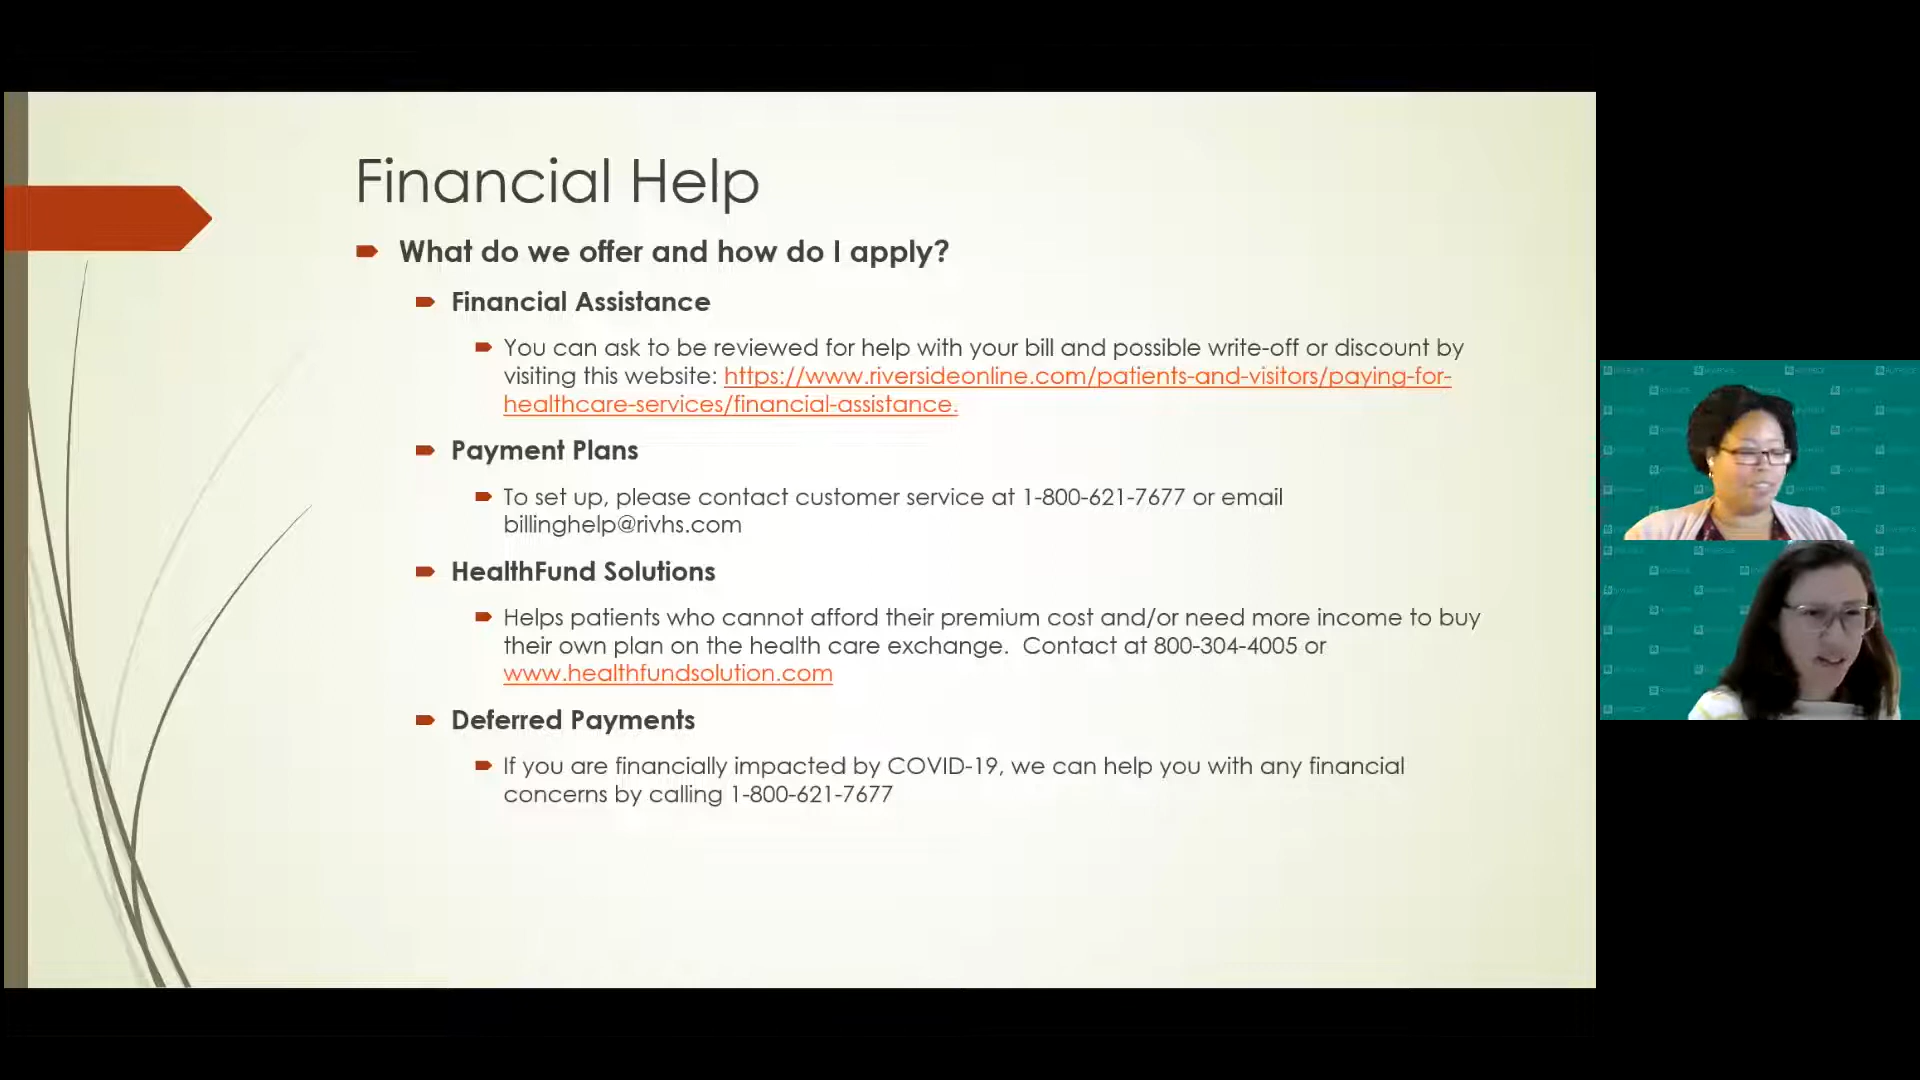 Financial Help
What do we offer and how do I apply?
Financial Assistance
You can ask to be reviewed for help with your bill and possible write-off or discount by
visiting this website: https://www.riversideonline.com/patients-and-visitors/paying-for-
healthcare-services/financial-assistance.
Payment Plans
To set up, please contact customer service at 1-800-621-7677 or email
billinghelp@rivhs.com
HealthFund Solutions
Helps patients who cannot afford their premium cost and/or need more income to buy
their own plan on the health care exchange.  Contact at 800-304-4005 or
www.healthfundsolution.com
Deferred Payments
If you are financially impacted by COVID-19, we can help you with any financial
concerns by calling 1-800-621-7677